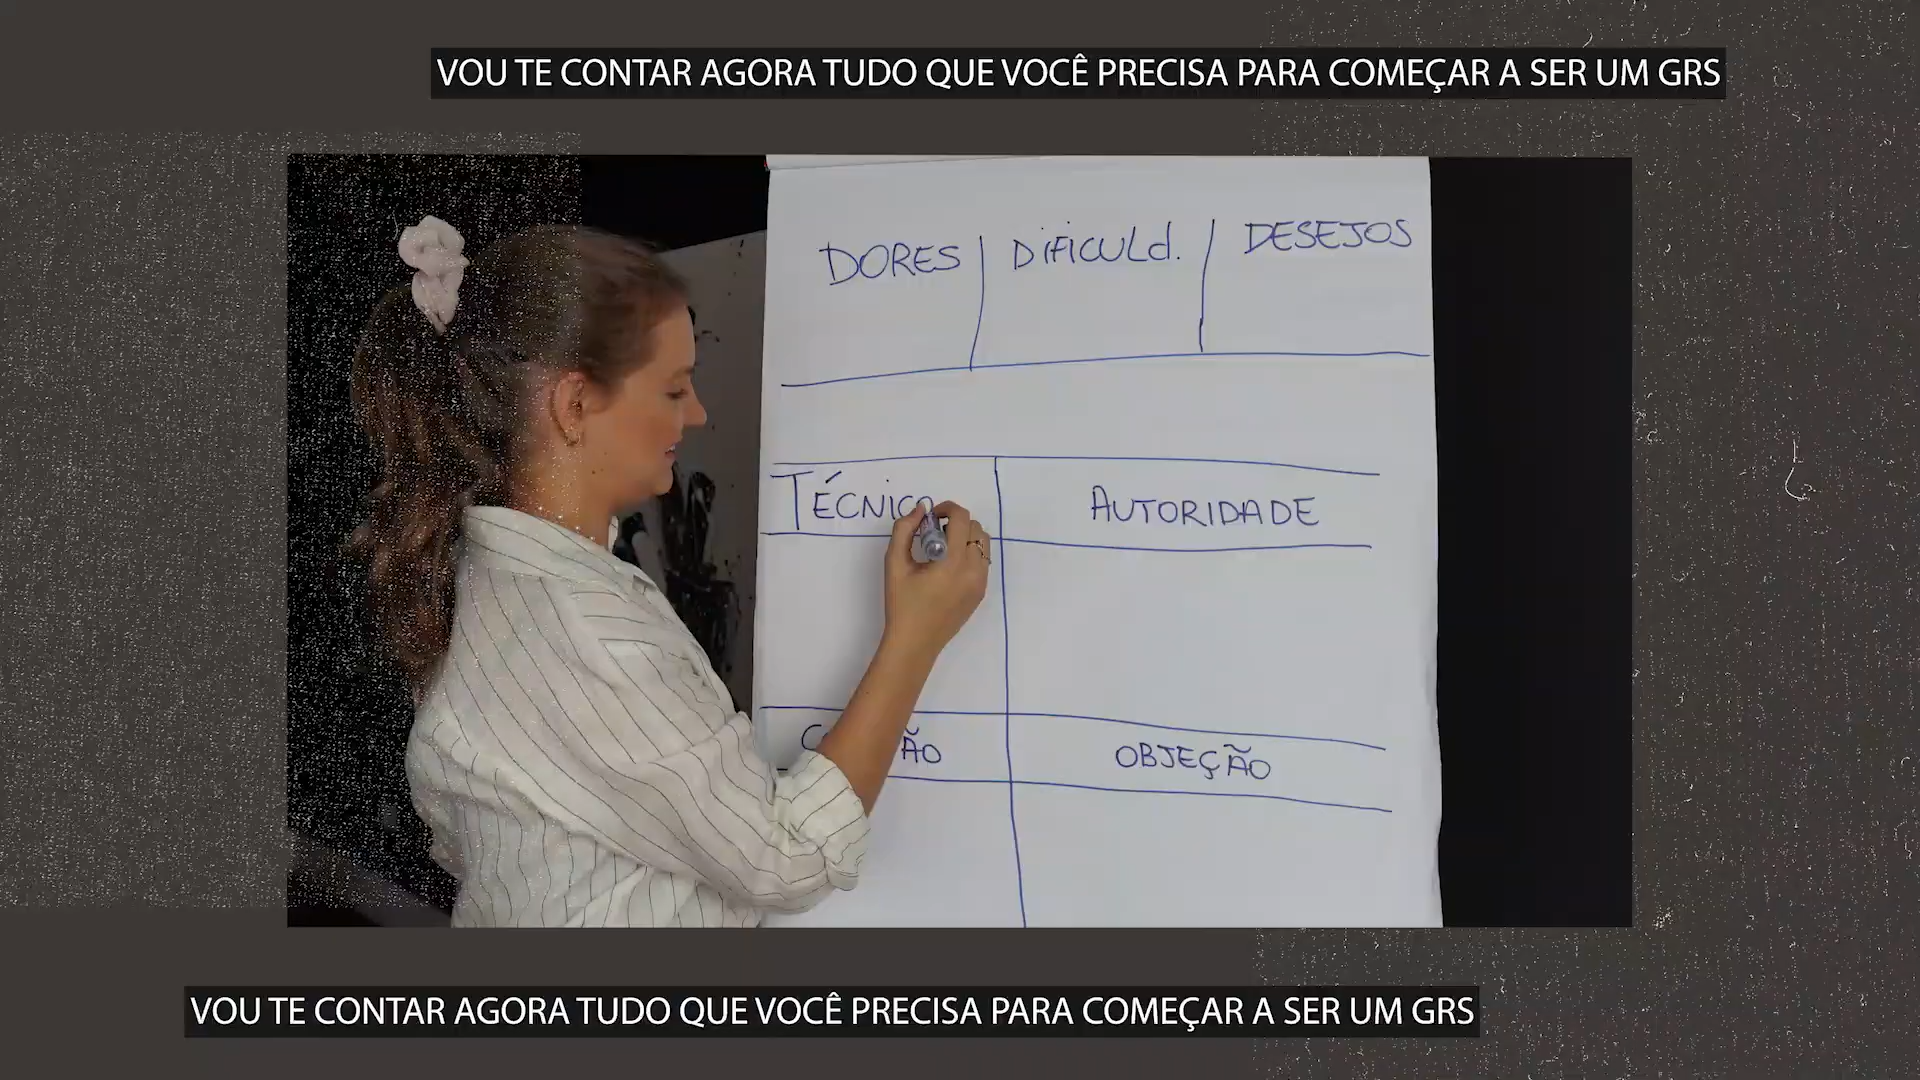 VOU TE CONTAR AGORA TUDO QUE VOCÊ PRECISA PARA COMEÇAR A SER UM GRS
DORES DIFICULd. DESEJOS
TÉCNICO AUTORIDADE
OBJEÇÃO
VOU TE CONTAR AGORA TUDO QUE VOCÊ PRECISA PARA COMEÇAR A SER UM GRS